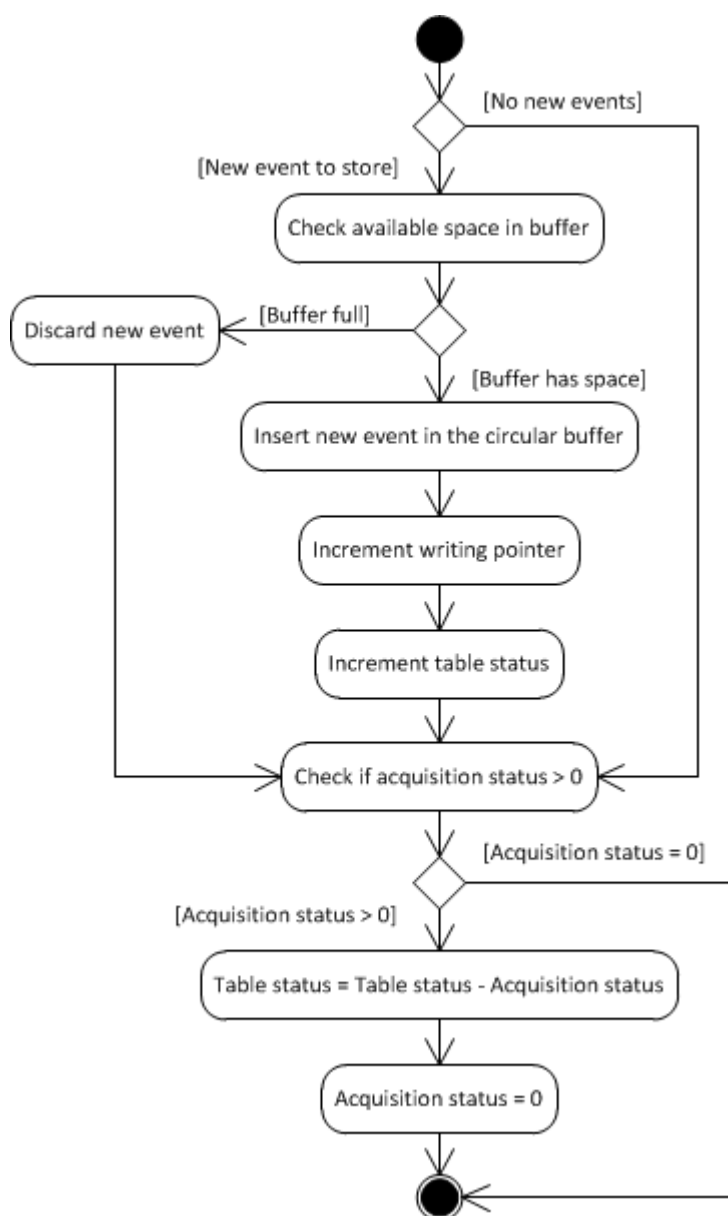 [No new events]
[New event to store]
Check available space in buffer
Discard new event
[Buffer full]
[Buffer has space]
Insert new event in the circular buffer
Increment writing pointer
Increment table status
Check if acquisition status > 0
[Acquisition status = 0]
[Acquisition status > 0]
Table status = Table status - Acquisition status
Acquisition status = 0